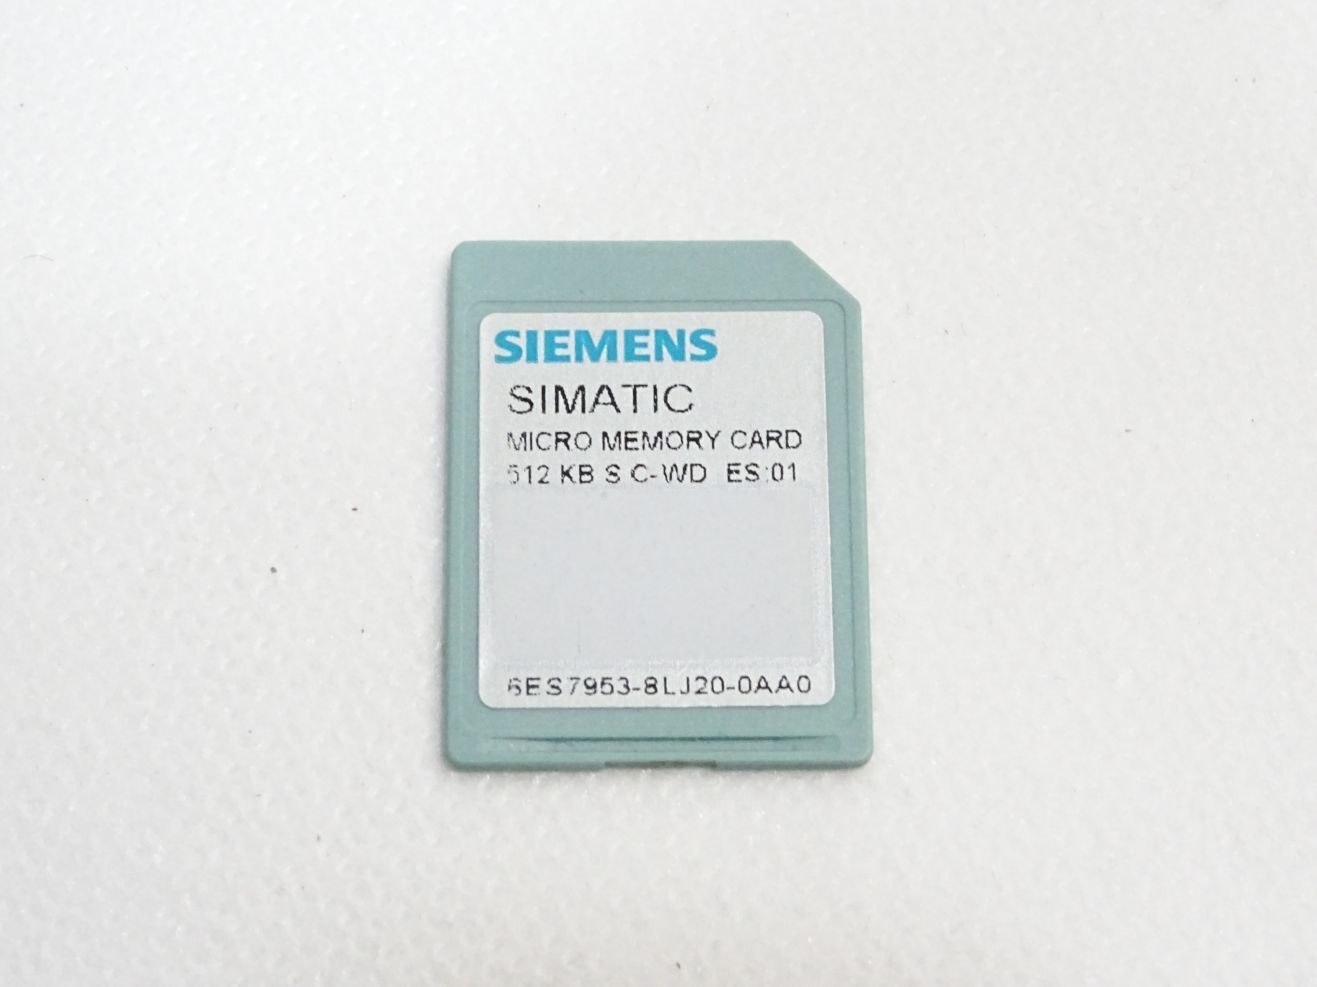 SIEMENS
SIMATIC
MICRO MEMORY CARD
512 KB S C-WD ES:01
6ES7953-8LJ20-0AA0